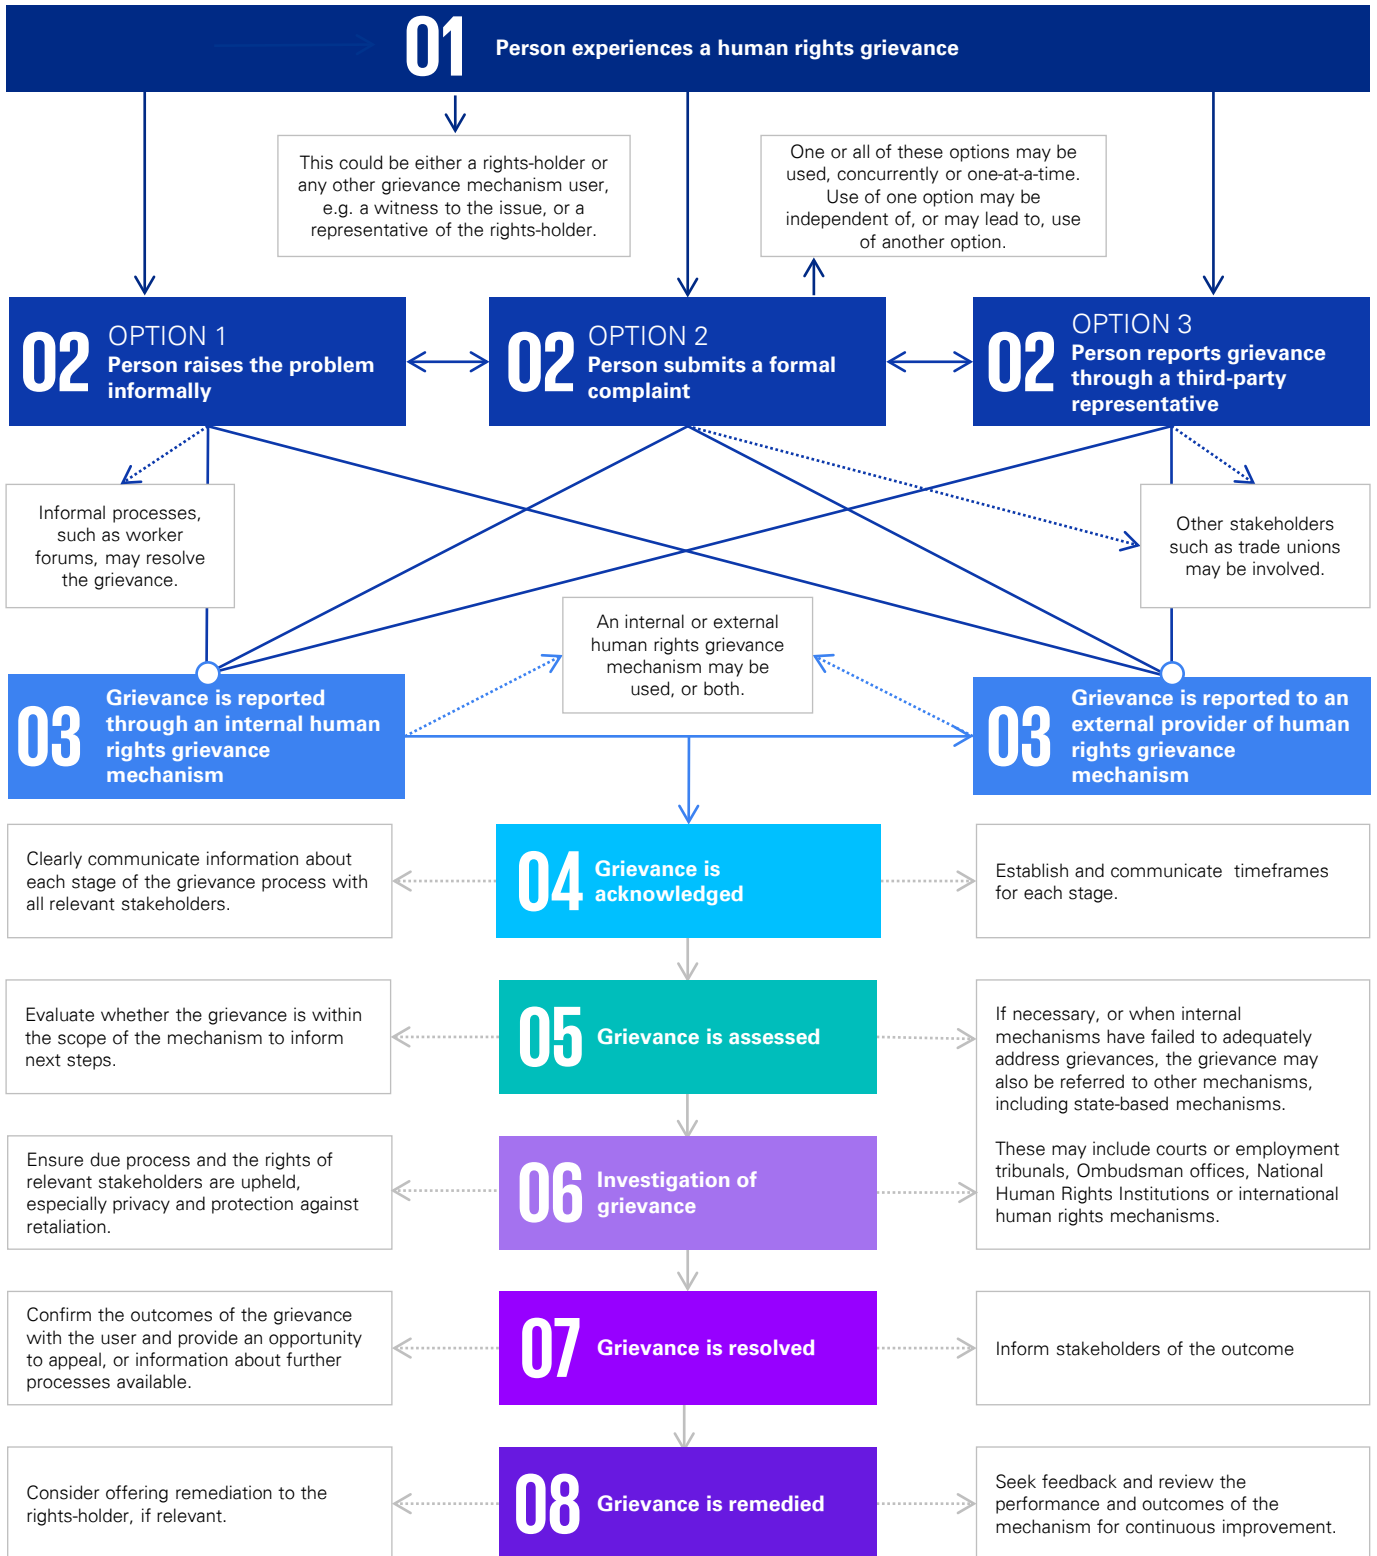 01
Person experiences a human rights grievance
This could be either a rights-holder or
any other grievance mechanism user,
e.g. a witness to the issue, or a
representative of the rights-holder.
One or all of these options may be
used, concurrently or one-at-a-time.
Use of one option may be
independent of, or may lead to, use
of another option.
02
OPTION 1
Person raises the problem
informally
02
OPTION 2
Person submits a formal
complaint
02
OPTION 3
Person reports grievance
through a third-party
representative
Informal processes,
such as worker
forums, may resolve
the grievance.
Other stakeholders
such as trade unions
may be involved.
An internal or external
human rights grievance
mechanism may be
used, or both.
03
Grievance is reported
through an internal human
rights grievance
mechanism
03
Grievance is reported to an
external provider of human
rights grievance
mechanism
Clearly communicate information about
each stage of the grievance process with
all relevant stakeholders.
04
Grievance is
acknowledged
Establish and communicate  timeframes
for each stage.
Evaluate whether the grievance is within
the scope of the mechanism to inform
next steps.
05
Grievance is assessed
If necessary, or when internal
mechanisms have failed to adequately
address grievances, the grievance may
also be referred to other mechanisms,
including state-based mechanisms.
These may include courts or employment
tribunals, Ombudsman offices, National
Human Rights Institutions or international
human rights mechanisms.
Ensure due process and the rights of
relevant stakeholders are upheld,
especially privacy and protection against
retaliation.
06
Investigation of
grievance
Confirm the outcomes of the grievance
with the user and provide an opportunity
to appeal, or information about further
processes available.
07
Grievance is resolved
Inform stakeholders of the outcome
Consider offering remediation to the
rights-holder, if relevant.
08
Grievance is remedied
Seek feedback and review the
performance and outcomes of the
mechanism for continuous improvement.